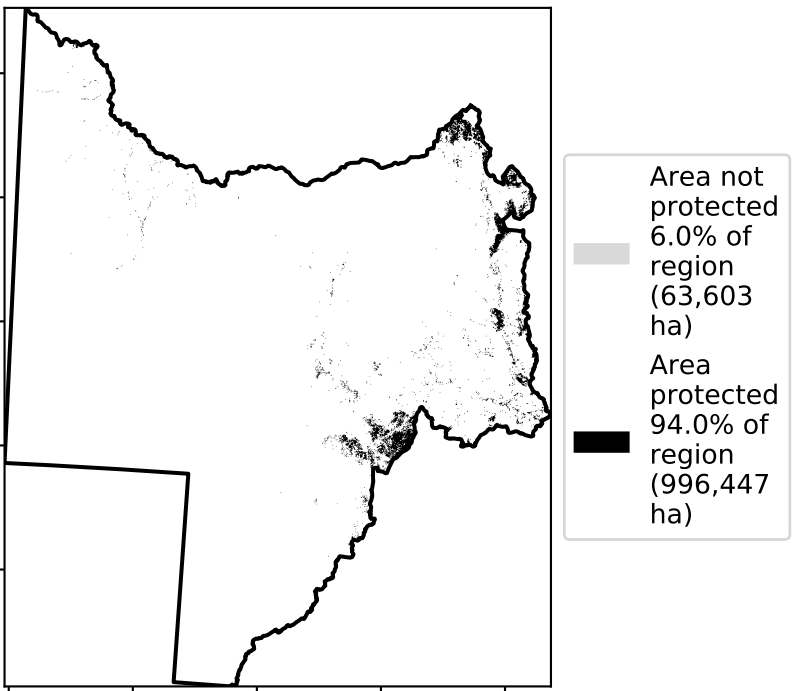 Area not
protected
6.0% of
region
(63,603
ha)
Area
protected
94.0% of
region
(996,447
ha)